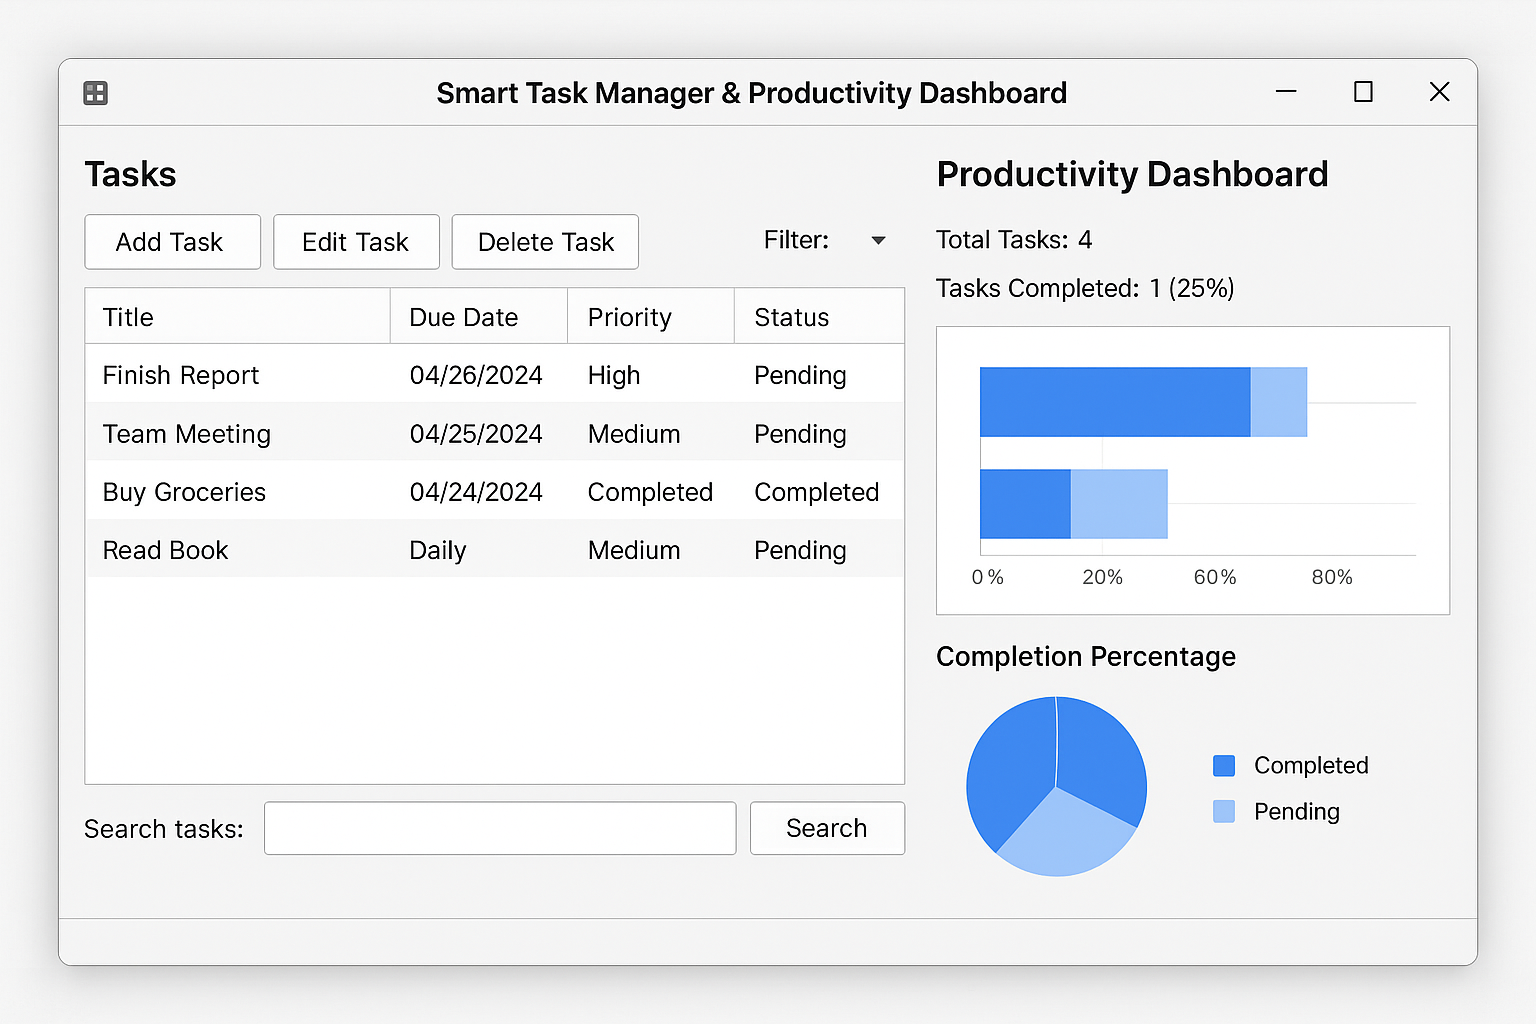 Smart Task Manager & Productivity Dashboard
Tasks
Add Task Edit Task Delete Task Filter:
Title Due Date Priority Status
Finish Report 04/26/2024 High Pending
Team Meeting 04/25/2024 Medium Pending
Buy Groceries 04/24/2024 Completed Completed
Read Book Daily Medium Pending
Search tasks: Search
Productivity Dashboard
Total Tasks: 4
Tasks Completed: 1 (25%)
0% 20% 60% 80%
Completion Percentage
Completed
Pending